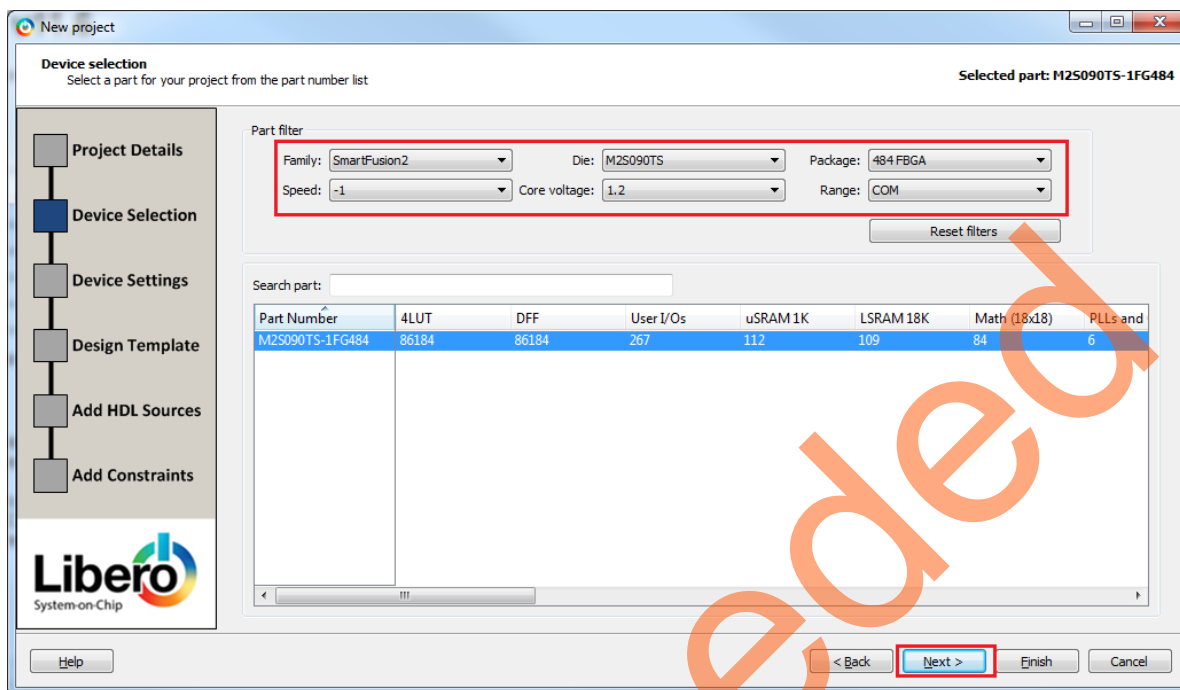 New project
Device selection
Select a part for your project from the part number list
Selected part: M2S090TS-1FG484
Project Details
Device Selection
Device Settings
Design Template
Add HDL Sources
Add Constraints
Libero
System-on-Chip
Part filter
Family: SmartFusion2 Die: M2S090TS Package: 484 FBGA
Speed: -1 Core voltage: 1.2 Range: COM
Reset filters
Search part:
Part Number 4LUT DFF User I/Os uSRAM 1K LSRAM 18K Math (18x18) PLLs and
M2S090TS-1FG484 86184 86184 267 112 109 84 6
Help < Back Next > Finish Cancel
eded